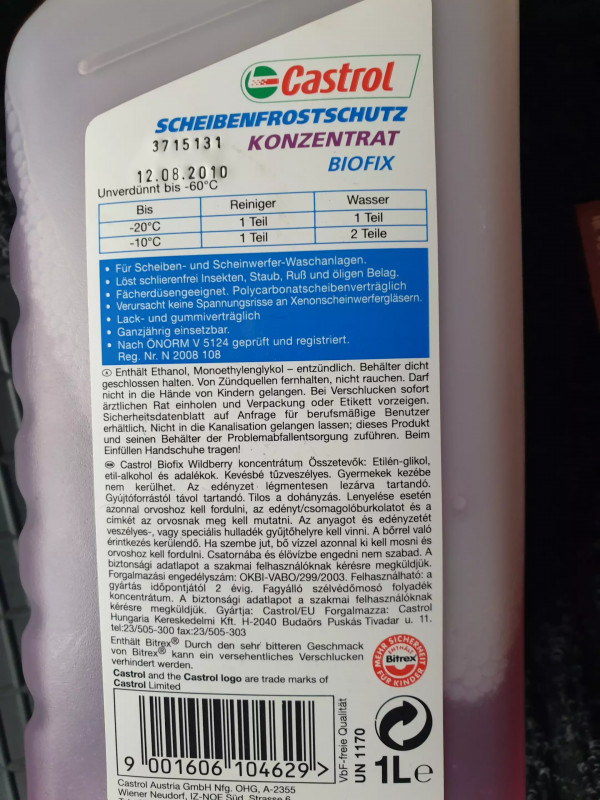 Castrol
SCHEIBENFROSTSCHUTZ
3715131 KONZENTRAT
12.08.2010 BIOFIX
Unverdünnt bis -60°C
Bis Reiniger Wasser
-20°C 1 Teil 1 Teil
-10°C 1 Teil 2 Teile
• Für Scheiben- und Scheinwerfer-Waschanlagen.
• Löst schlierenfrei Insekten, Staub, Ruß und öligen Belag.
• Fächerdüsengeeignet. Polycarbonatscheibenverträglich
• Verursacht keine Spannungsrisse an Xenonscheinwerfergläsern.
• Lack- und gummiverträglich
• Ganzjährig einsetzbar.
• Nach ÖNORM V 5124 geprüft und registriert.
Reg. Nr. N 2008 108
Ⓐ Enthält Ethanol, Monoethylenglykol – entzündlich. Behälter dicht
geschlossen halten. Von Zündquellen fernhalten, nicht rauchen. Darf
nicht in die Hände von Kindern gelangen. Bei Verschlucken sofort
ärztlichen Rat einholen und Verpackung oder Etikett vorzeigen.
Sicherheitsdatenblatt auf Anfrage für berufsmäßige Benutzer
erhältlich. Nicht in die Kanalisation gelangen lassen; dieses Produkt
und seinen Behälter der Problemabfallentsorgung zuführen. Beim
Einfüllen Handschuhe tragen!
Castrol Biofix Wildberry koncentrátum Összetevők: Etilén-glikol,
etil-alkohol és adalékok. Kevésbé tűzveszélyes. Gyermekek kezébe
nem kerülhet. Az edényzet légmentesen lezárva tartandó.
Gyújtóforrástól távol tartandó. Tilos a dohányzás. Lenyelése esetén
azonnal orvoshoz kell fordulni, az edényt/csomagolóburkolatot és a
címkét az orvosnak meg kell mutatni. Az anyagot és edényzetét
veszélyes-, vagy speciális hulladék gyűjtőhelyre kell vinni. A bőrrel való
érintkezés kerülendő. Ha szembe jut, bő vízzel azonnal ki kell mosni és
orvoshoz kell fordulni. Csatornába és élővízbe engedni nem szabad. A
biztonsági adatlapot a szakmai felhasználóknak kérésre megküldjük.
Forgalmazási engedélyszám: OKBI-VABO/299/2003. Felhasználható: a
gyártás időpontjától 2 évig. Fagyálló szélvédőmosó folyadék
koncentrátum. A biztonsági adatlapot a szakmai felhasználóknak
kérésre megküldjük. Gyártja: Castrol/EU Forgalmazza: Castrol
Hungaria Kereskedelmi Kft. H-2040 Budaörs Puskás Tivadar u. 11.
tel:23/505-300 fax:23/505-303
Enthält Bitrex® Durch den sehr bitteren Geschmack
von Bitrex® kann ein versehentliches Verschlucken
verhindert werden.
Castrol and the Castrol logo are trade marks of
Castrol Limited
MEHR SICHERHEIT
ENTHÄLT
Bitrex
FÜR KINDER
9 001606 104629 >
VbF-freie Qualität
UN 1170
1L e
Castrol Austria GmbH Nfg. OHG, A-2355
Wiener Neudorf, IZ-NOE Süd, Strasse 6